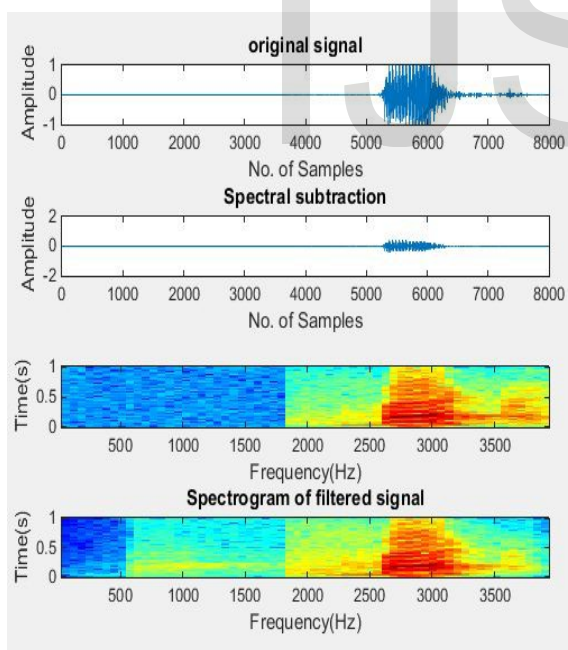 original signal
Amplitude
1
0
-1
0 1000 2000 3000 4000 5000 6000 7000 8000
No. of Samples
Spectral subtraction
Amplitude
2
0
-2
0 1000 2000 3000 4000 5000 6000 7000 8000
No. of Samples
Time(s)
1
0.5
0
500 1000 1500 2000 2500 3000 3500
Frequency(Hz)
Spectrogram of filtered signal
Time(s)
1
0.5
0
500 1000 1500 2000 2500 3000 3500
Frequency(Hz)